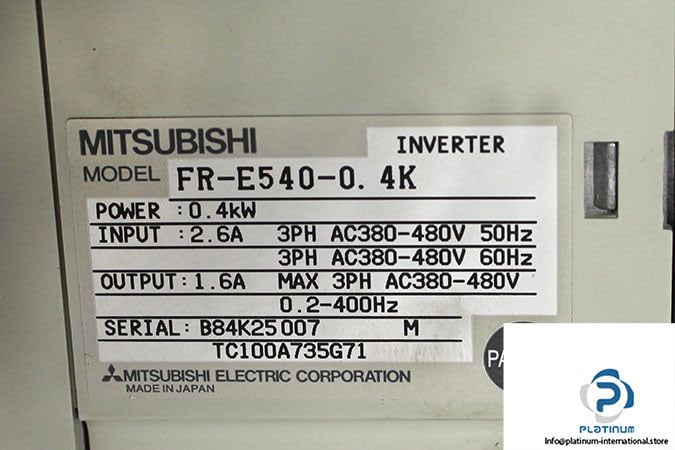 MITSUBISHI INVERTER
MODEL FR-E540-0.4K
POWER : 0.4kW
INPUT : 2.6A 3PH AC380-480V 50Hz
3PH AC380-480V 60Hz
OUTPUT : 1.6A MAX 3PH AC380-480V
0.2-400Hz
SERIAL : B84K25007 M
TC100A735G71
MITSUBISHI ELECTRIC CORPORATION
MADE IN JAPAN
PLATINUM
Info@platinum-international.store